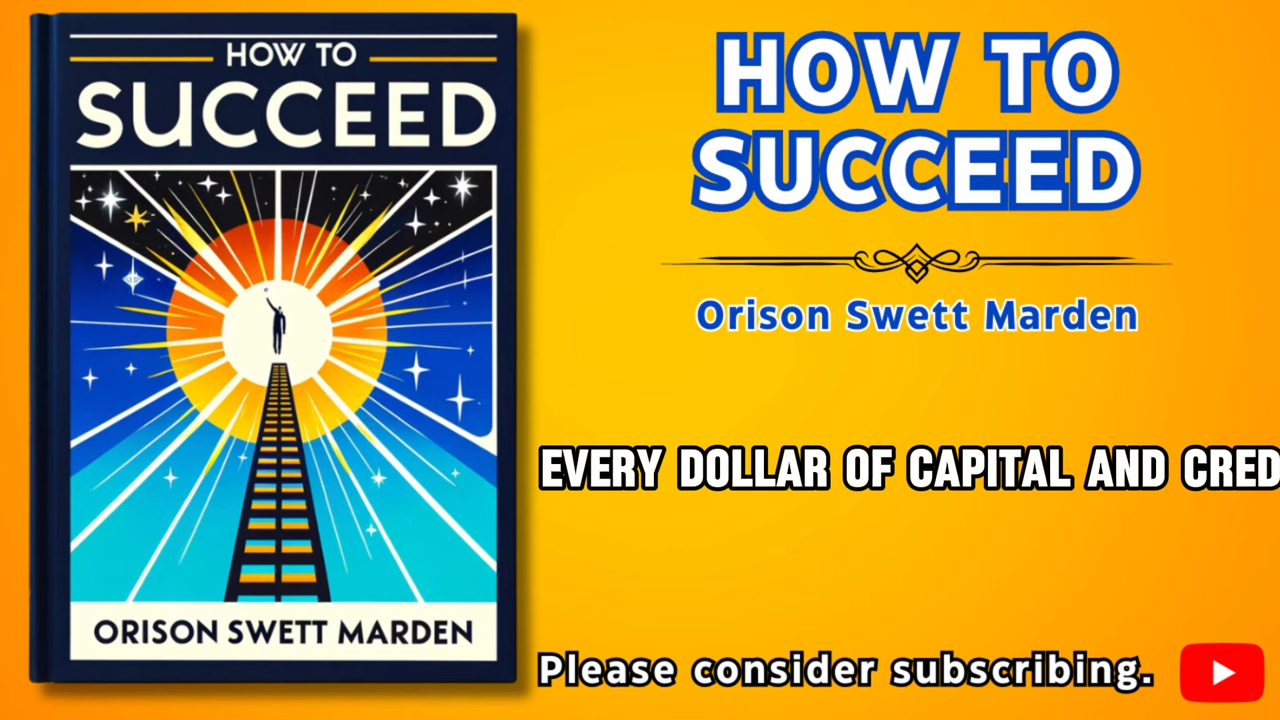 HOW TO
SUCCEED
ORISON SWETT MARDEN
HOW TO
SUCCEED
Orison Swett Marden
EVERY DOLLAR OF CAPITAL AND CRED
Please consider subscribing.